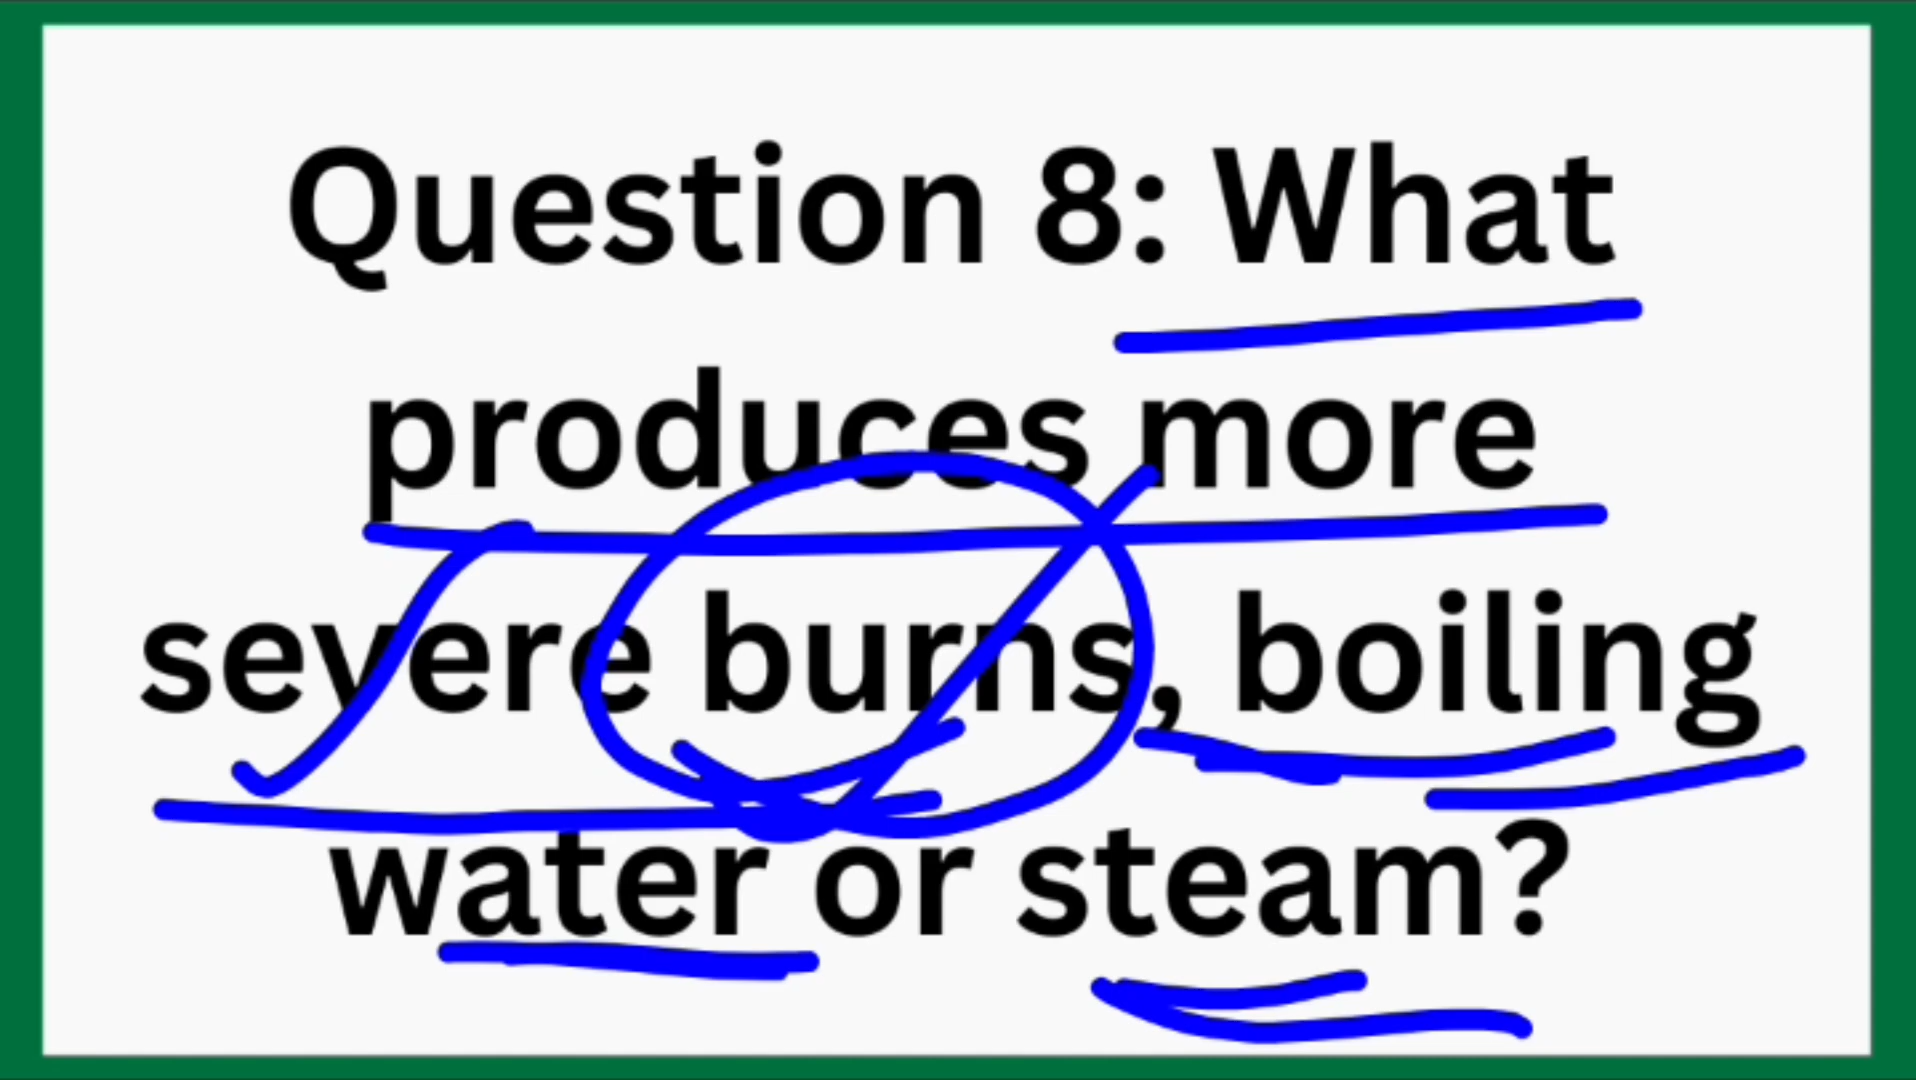 Question 8: What
produces more
severe burns, boiling
water or steam?